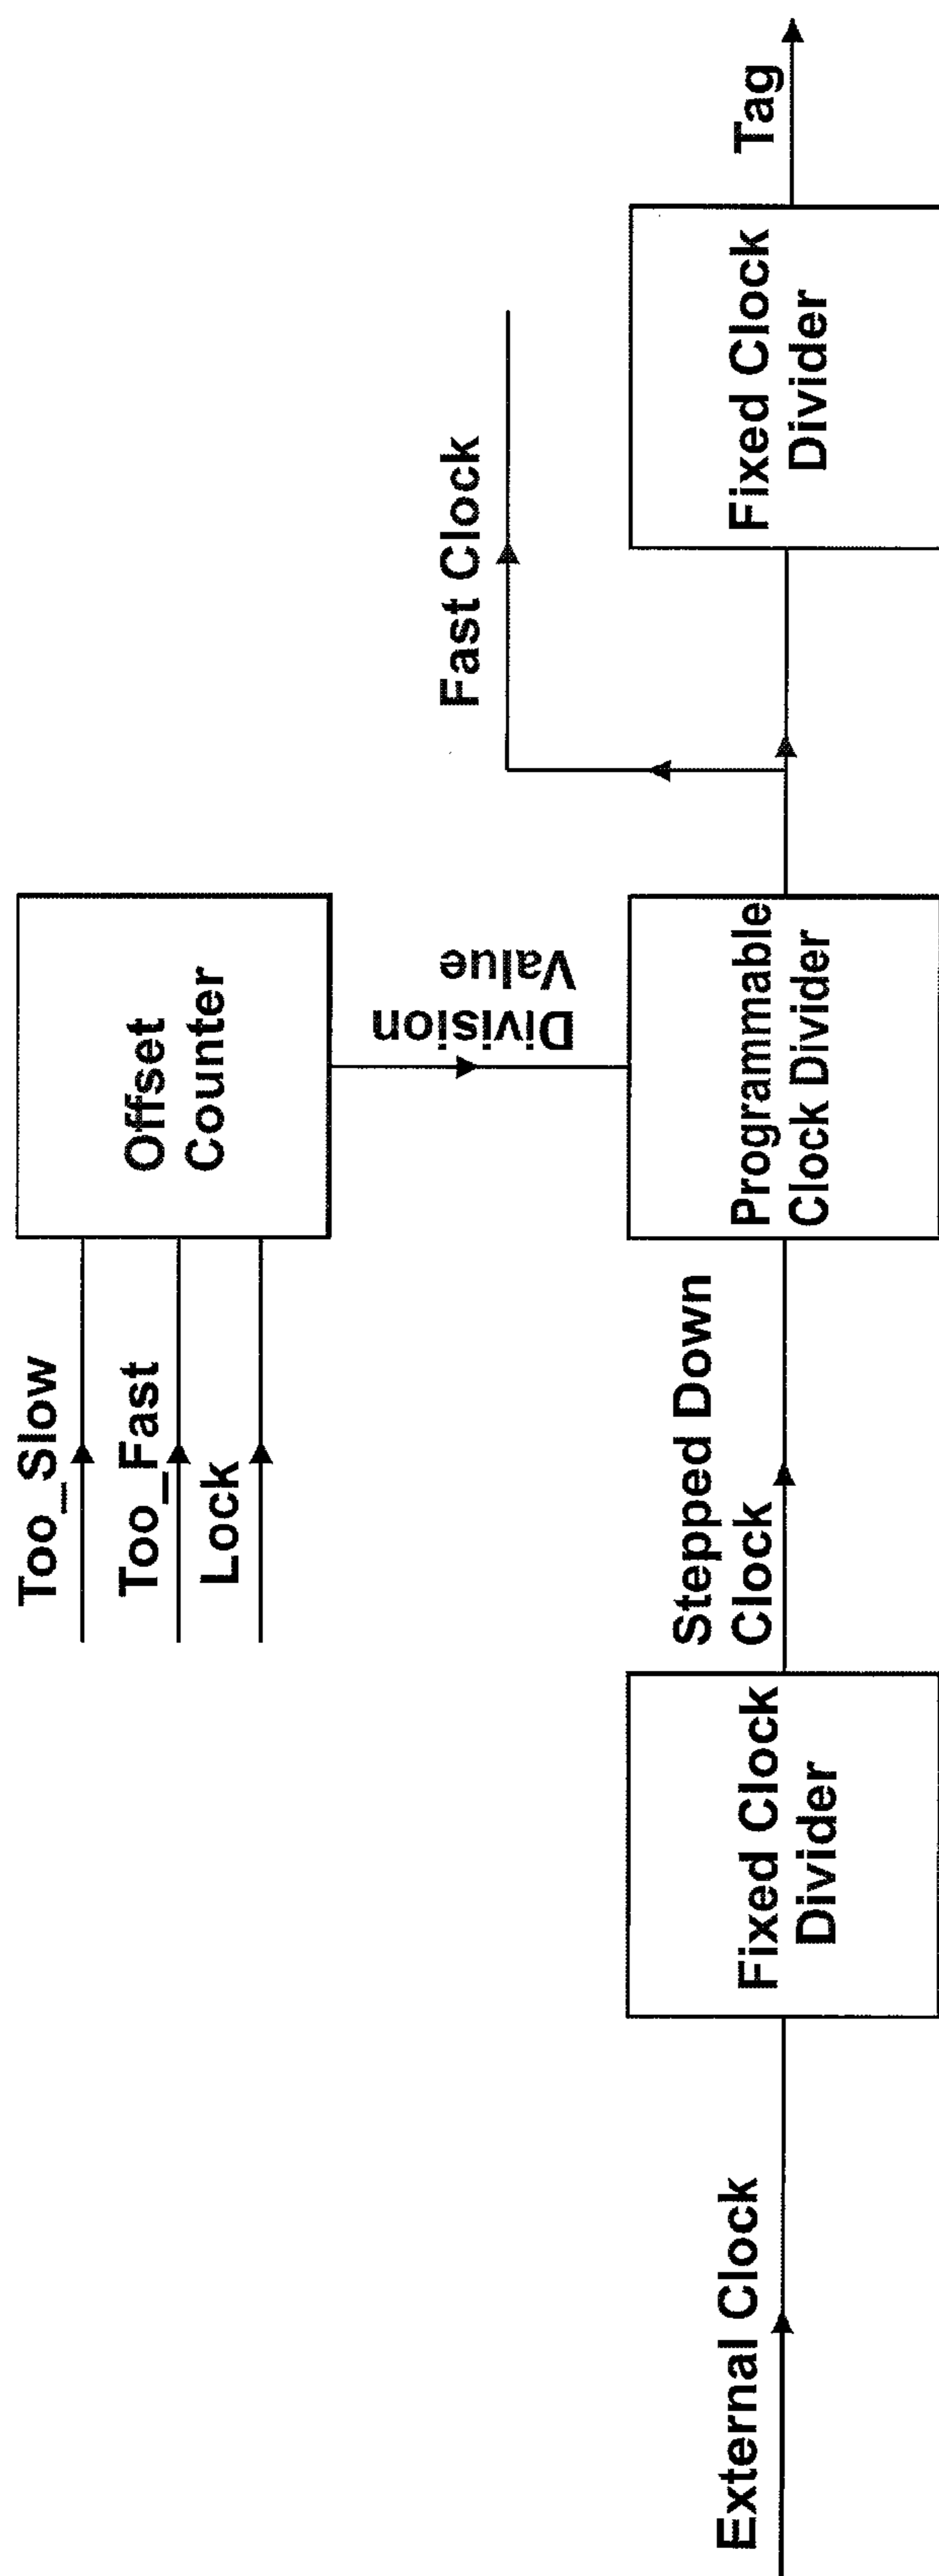 Too_Slow
Too_Fast
Lock
Offset
Counter
Division
Value
Fast Clock
External Clock
Fixed Clock
Divider
Stepped Down
Clock
Programmable
Clock Divider
Fixed Clock
Divider
Tag